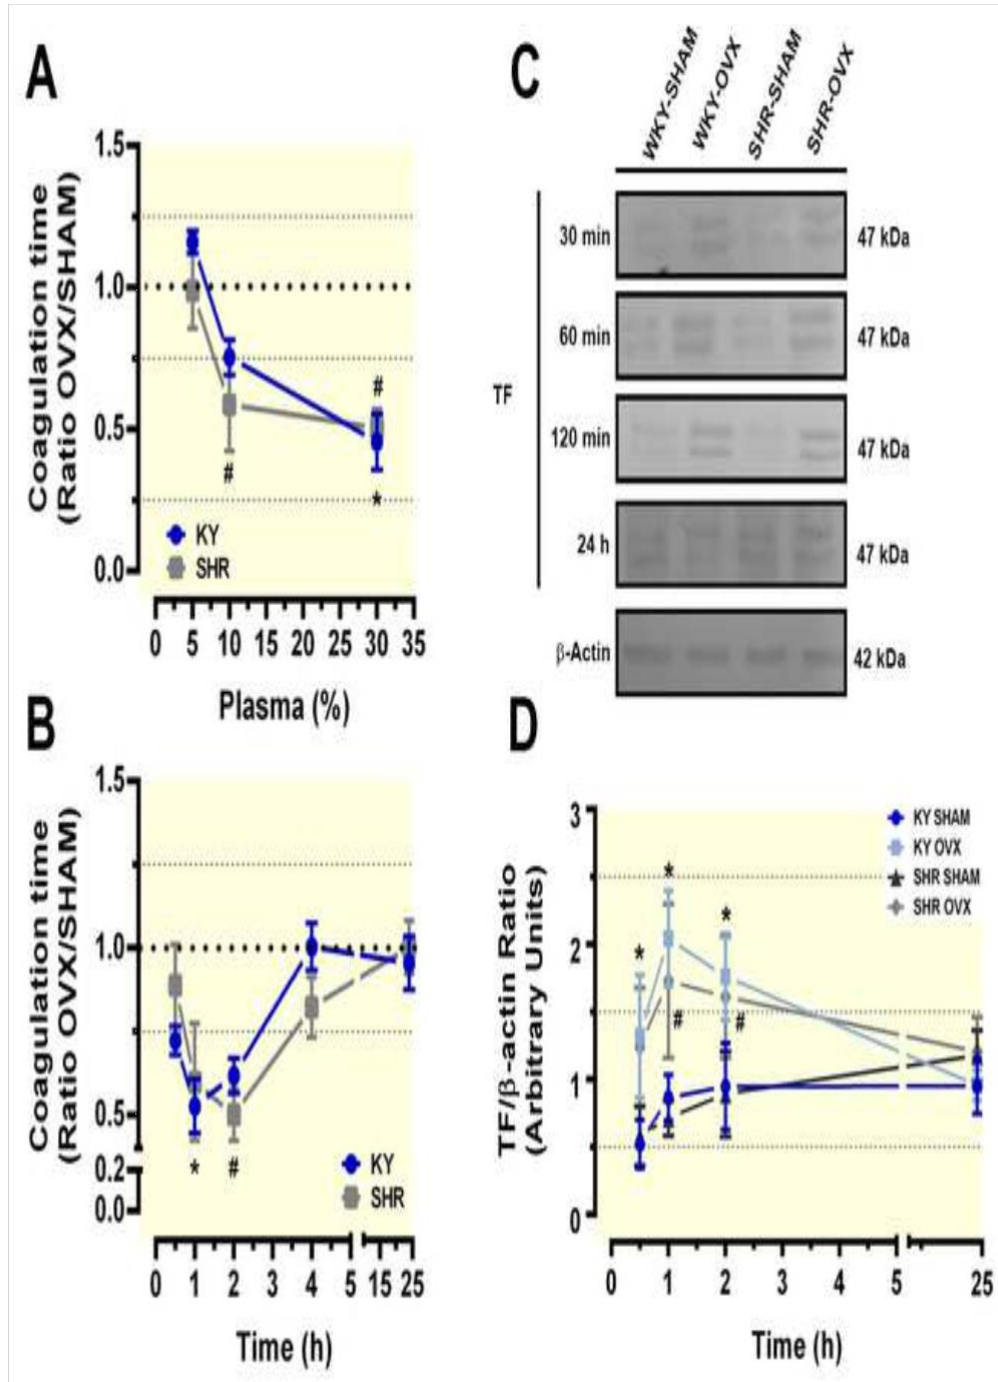 A
1.5
1.0
0.5
0.0
Coagulation time
(Ratio OVX/SHAM)
#
#
*
KY
SHR
0 5 10 15 20 25 30 35
Plasma (%)
B
1.5
1.0
0.5
0.2
0.0
Coagulation time
(Ratio OVX/SHAM)
*
#
KY
SHR
0 1 2 3 4 5 15 25
Time (h)
C
WKY-SHAM
WKY-OVX
SHR-SHAM
SHR-OVX
TF
30 min 47 kDa
60 min 47 kDa
120 min 47 kDa
24 h 47 kDa
β-Actin 42 kDa
D
3
2
1
0
TF/β-actin Ratio
(Arbitrary Units)
*
*
*
#
#
KY SHAM
KY OVX
SHR SHAM
SHR OVX
0 1 2 3 4 5 25
Time (h)